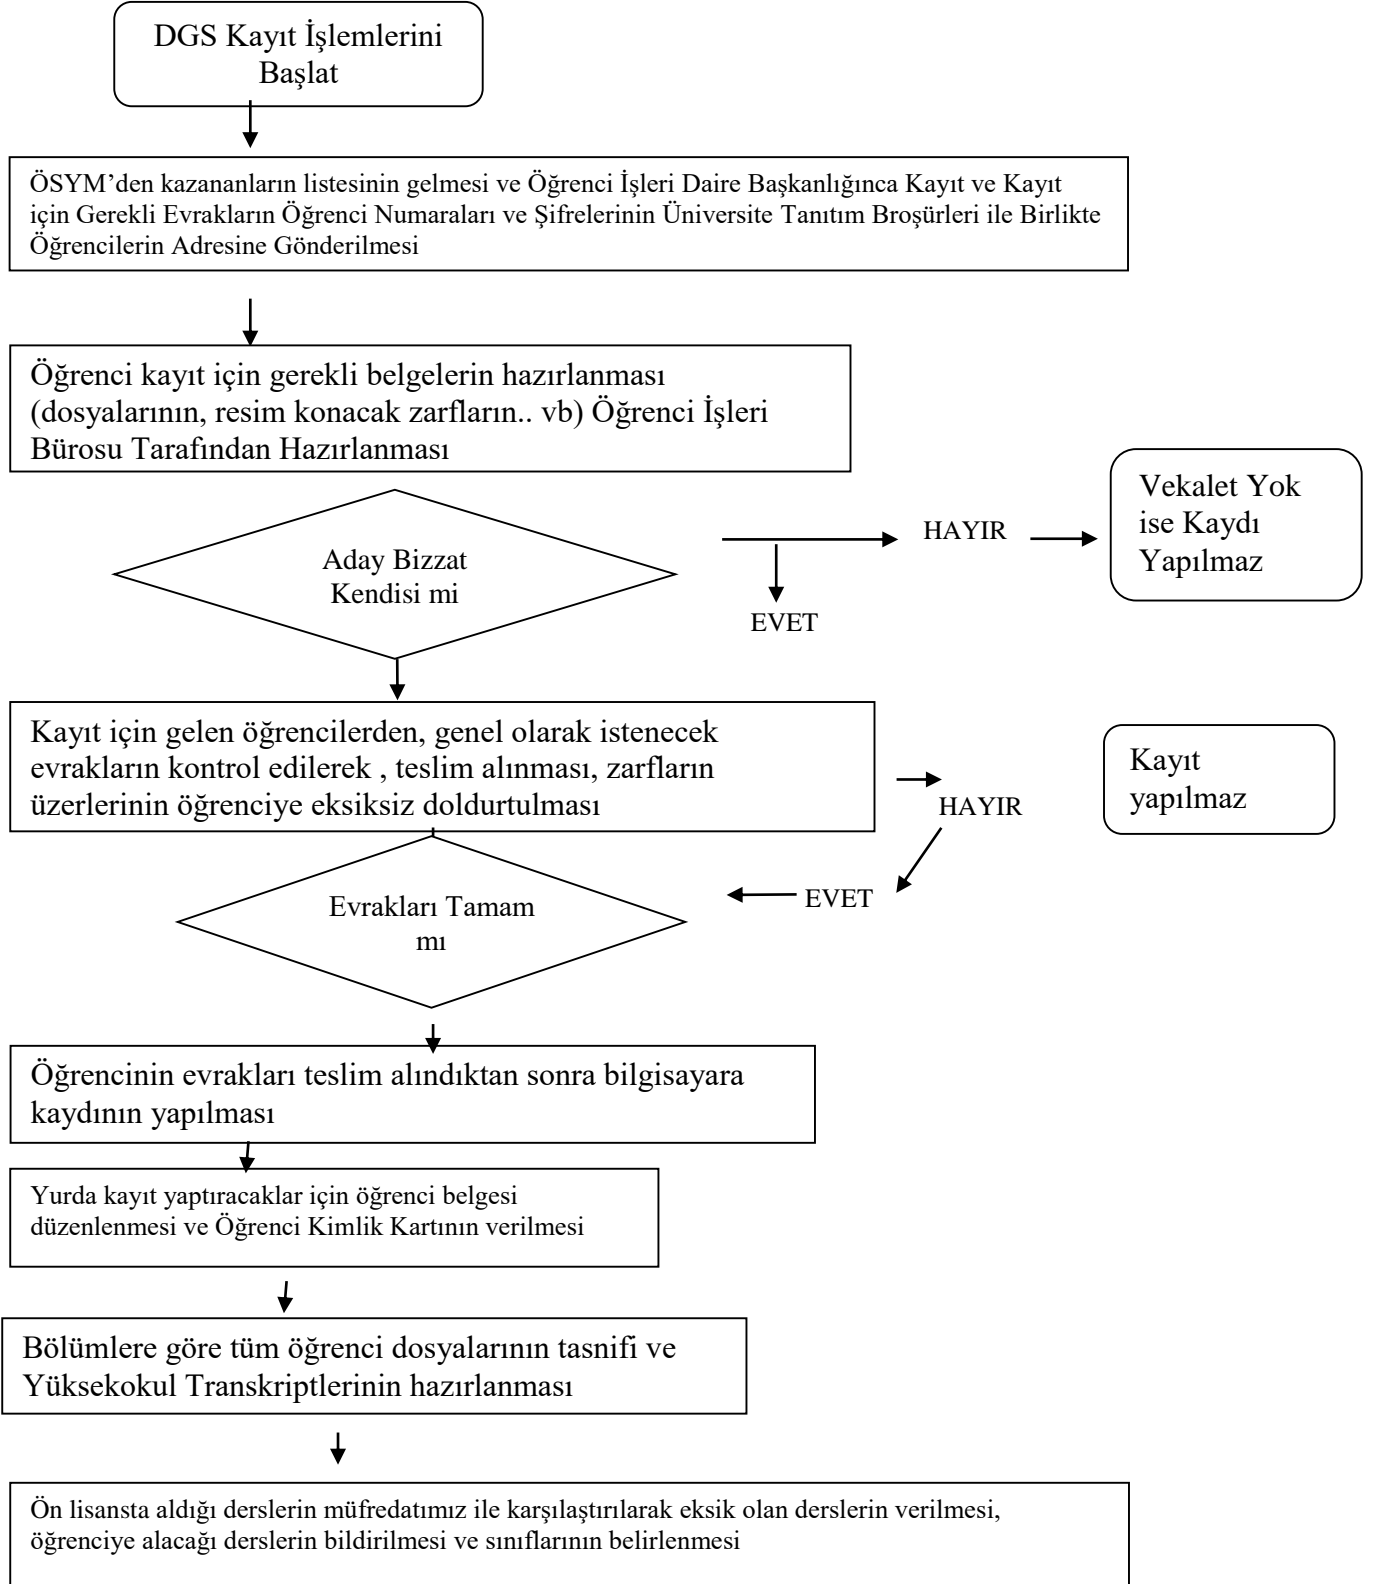 DGS Kayıt İşlemlerini
Başlat
ÖSYM’den kazananların listesinin gelmesi ve Öğrenci İşleri Daire Başkanlığınca Kayıt ve Kayıt
için Gerekli Evrakların Öğrenci Numaraları ve Şifrelerinin Üniversite Tanıtım Broşürleri ile Birlikte
Öğrencilerin Adresine Gönderilmesi
Öğrenci kayıt için gerekli belgelerin hazırlanması
(dosyalarının, resim konacak zarfların.. vb) Öğrenci İşleri
Bürosu Tarafından Hazırlanması
Aday Bizzat
Kendisi mi
HAYIR
EVET
Vekalet Yok
ise Kaydı
Yapılmaz
Kayıt için gelen öğrencilerden, genel olarak istenecek
evrakların kontrol edilerek , teslim alınması, zarfların
üzerlerinin öğrenciye eksiksiz doldurtulması
HAYIR
Kayıt
yapılmaz
Evrakları Tamam
mı
EVET
Öğrencinin evrakları teslim alındıktan sonra bilgisayara
kaydının yapılması
Yurda kayıt yaptıracaklar için öğrenci belgesi
düzenlenmesi ve Öğrenci Kimlik Kartının verilmesi
Bölümlere göre tüm öğrenci dosyalarının tasnifi ve
Yüksekokul Transkriptlerinin hazırlanması
Ön lisansta aldığı derslerin müfredatımız ile karşılaştırılarak eksik olan derslerin verilmesi,
öğrenciye alacağı derslerin bildirilmesi ve sınıflarının belirlenmesi